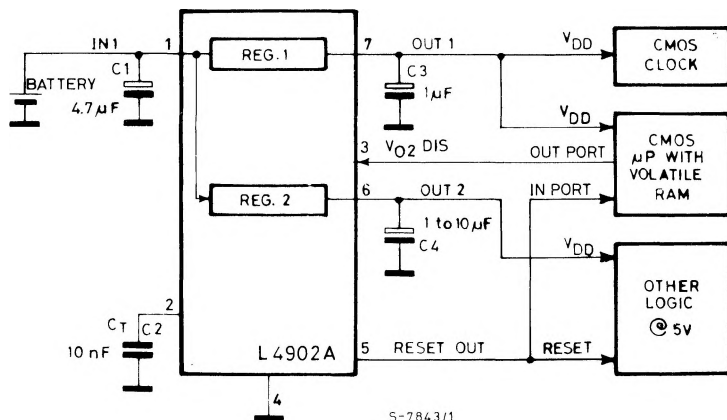 IN1
1
REG. 1
7
OUT 1
VDD
CMOS
CLOCK
BATTERY
C1
4.7µF
C3
1µF
VDD
3
VO2 DIS
OUT PORT
CMOS
µP WITH
VOLATILE
RAM
REG. 2
6
OUT 2
IN PORT
1 to 10µF
C4
VDD
OTHER
LOGIC
@ 5V
2
CT
C2
10 nF
L4902A
5
RESET OUT
RESET
4
S-7843/1